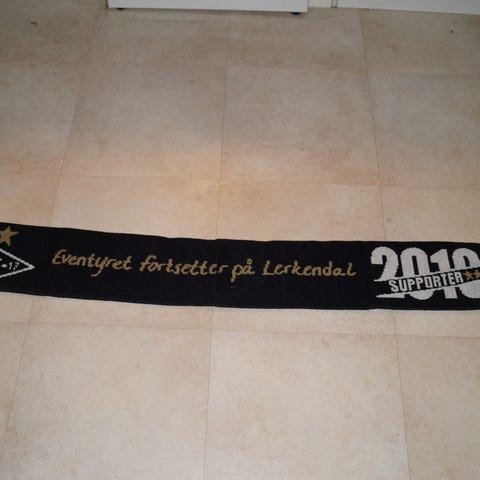 Eventyret fortsetter på Lerkendal
2010
SUPPORTER